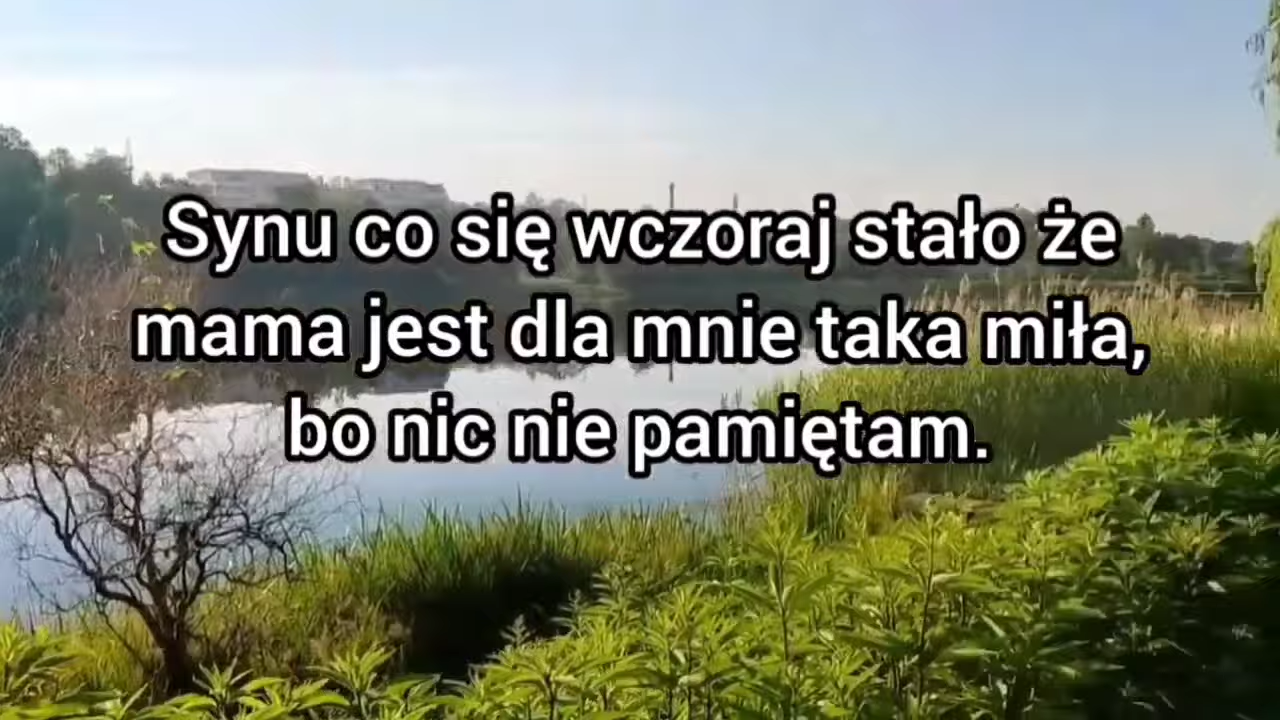 Synu co się wczoraj stało że
mama jest dla mnie taka miła,
bo nic nie pamiętam.